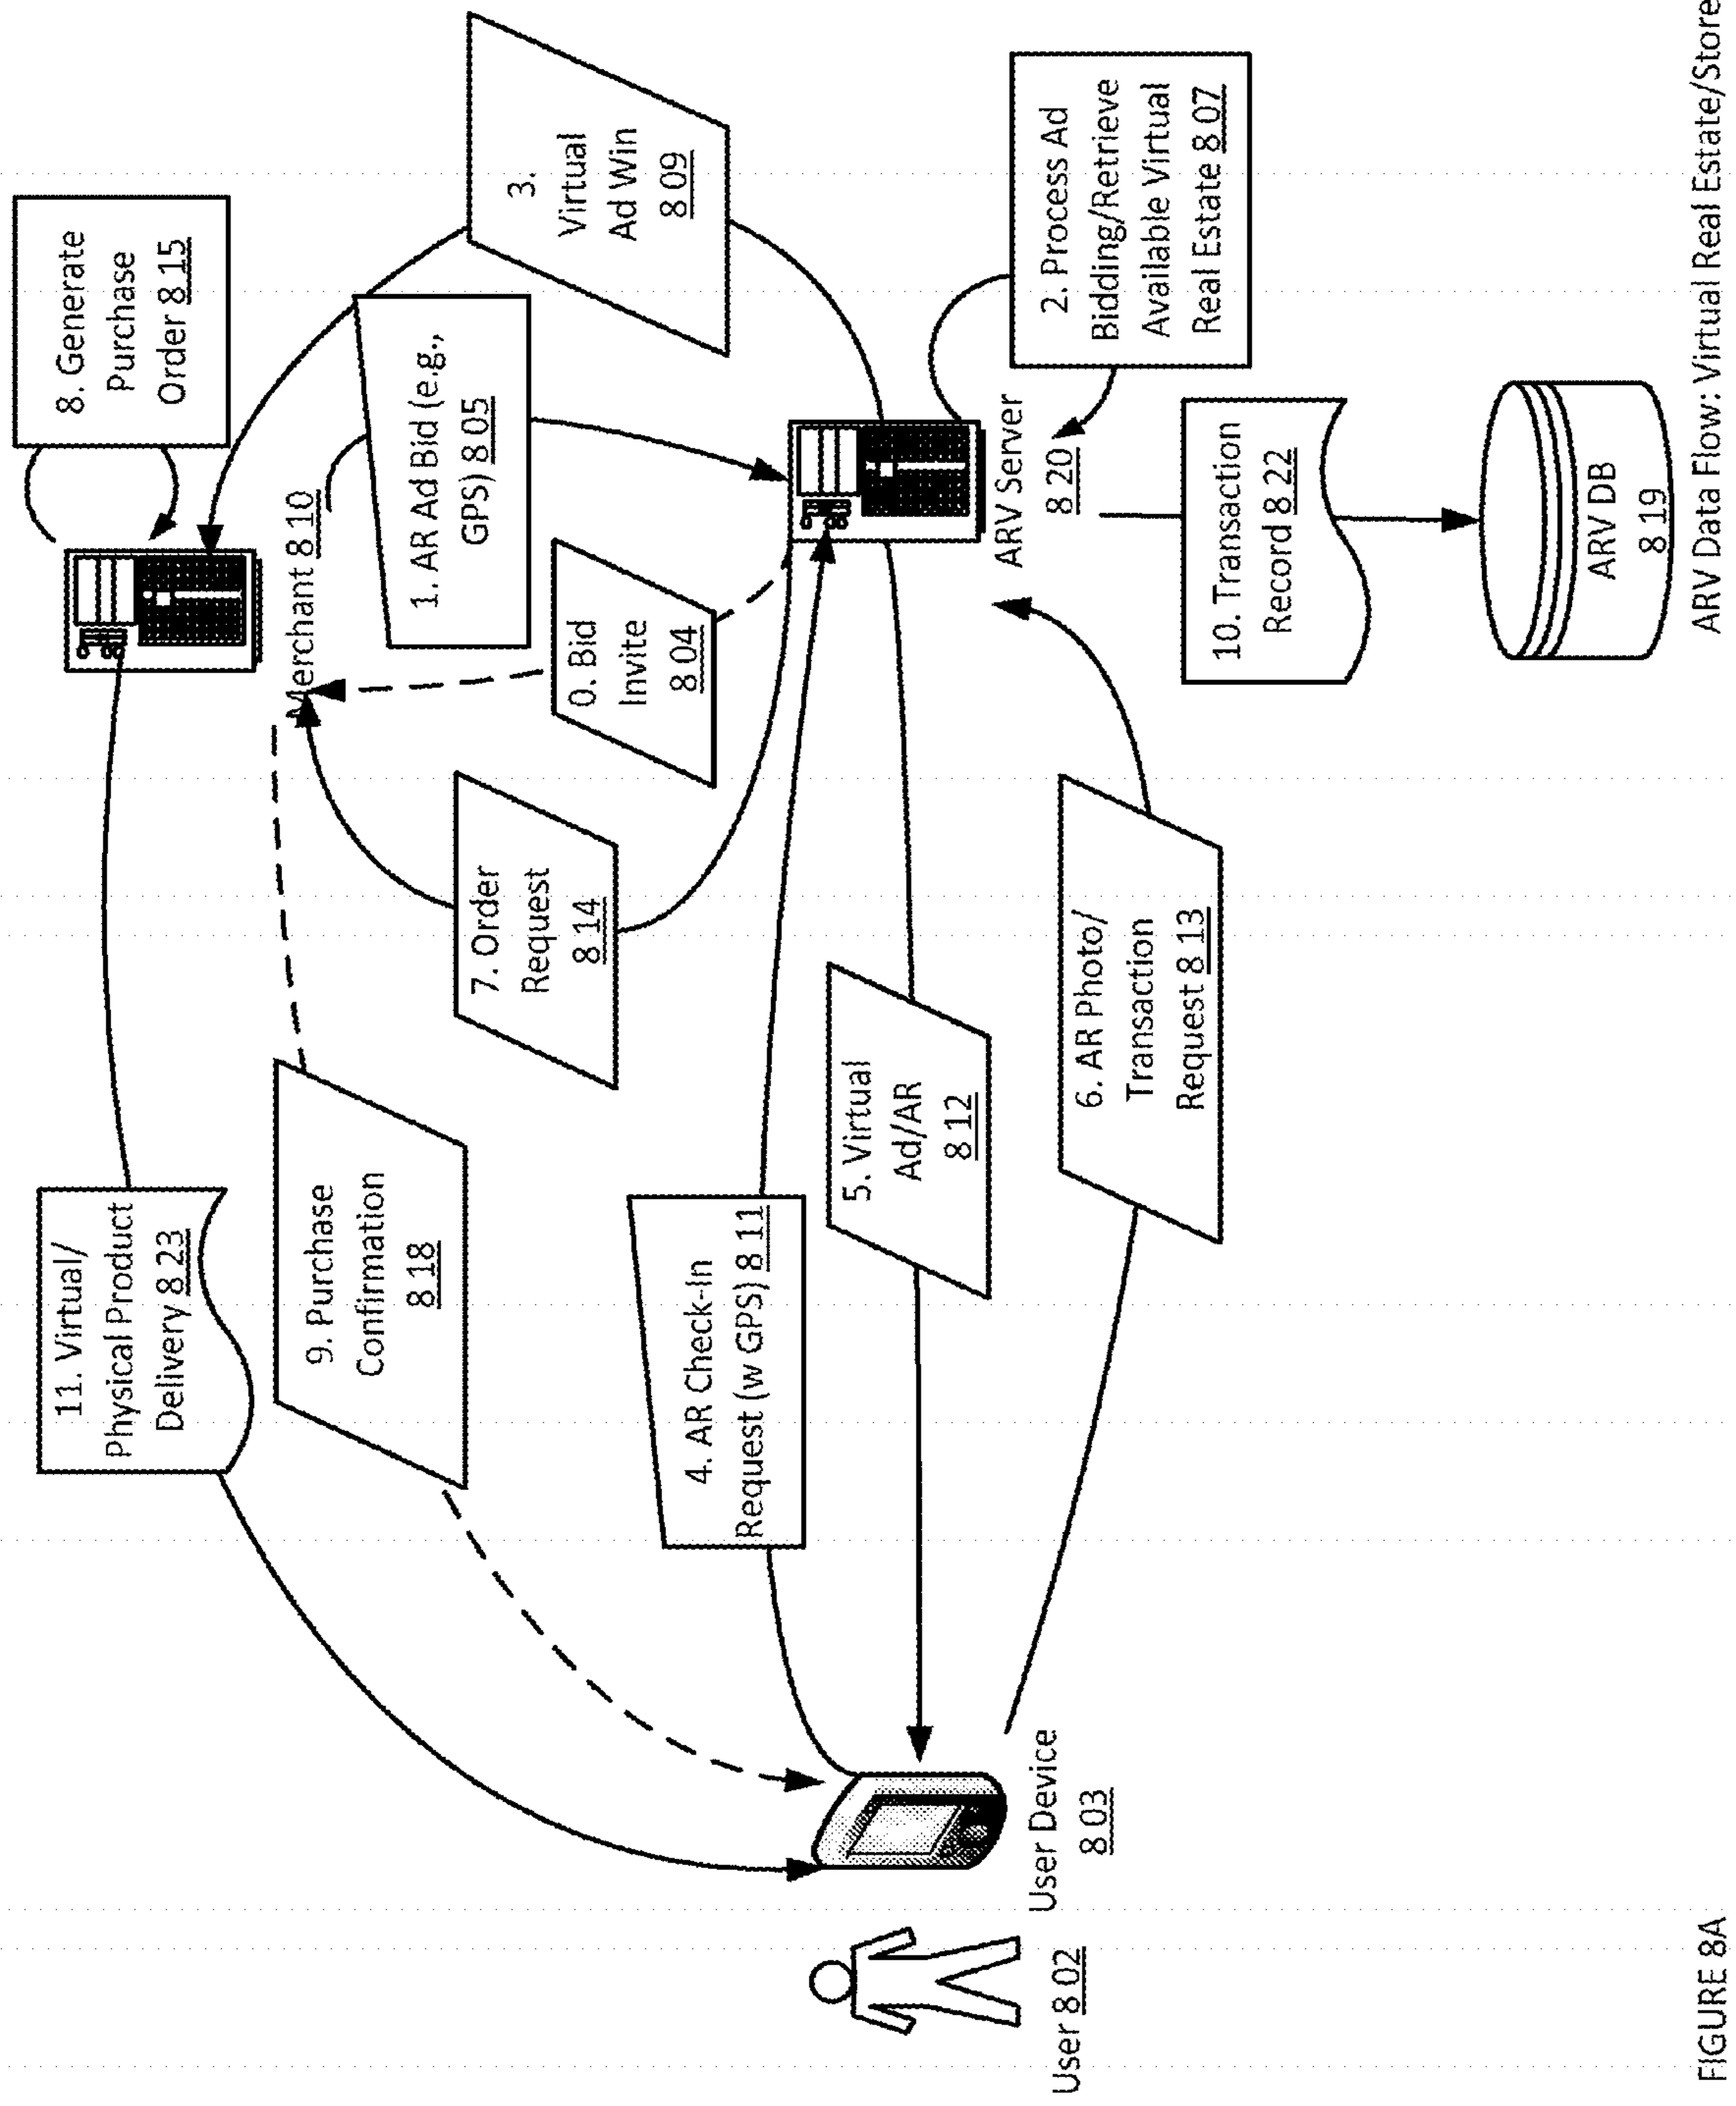 11. Virtual/
Physical Product
Delivery 8 23
8. Generate
Purchase
Order 8 15
9. Purchase
Confirmation
8 18
Merchant 8 10
3.
Virtual
Ad Win
8 09
1. AR Ad Bid (e.g.,
GPS) 8 05
7. Order
Request
8 14
0. Bid
Invite
8 04
4. AR Check-In
Request (w GPS) 8 11
5. Virtual
Ad/AR
8 12
ARV Server
8 20
2. Process Ad
Bidding/Retrieve
Available Virtual
Real Estate 8 07
6. AR Photo/
Transaction
Request 8 13
User 8 02
User Device
8 03
10. Transaction
Record 8 22
ARV DB
8 19
FIGURE 8A
ARV Data Flow: Virtual Real Estate/Store